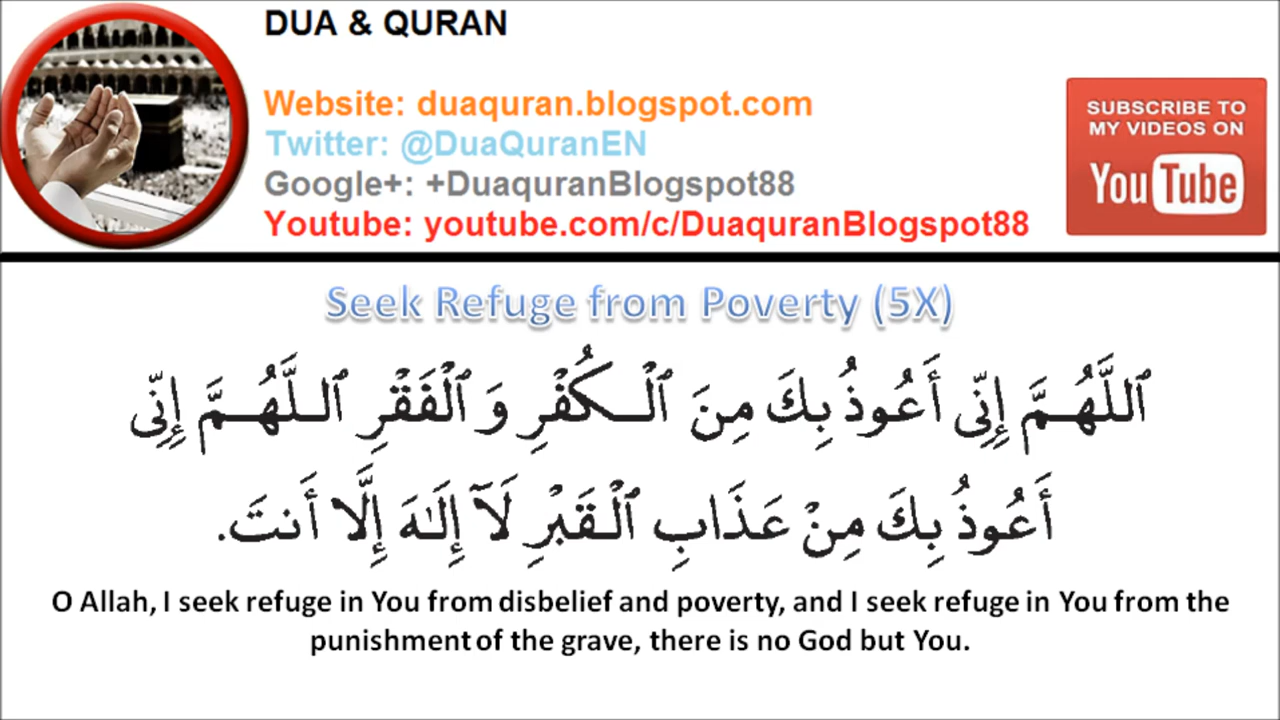 DUA & QURAN
Website: duaquran.blogspot.com
Twitter: @DuaQuranEN
Google+: +DuaquranBlogspot88
Youtube: youtube.com/c/DuaquranBlogspot88
SUBSCRIBE TO
MY VIDEOS ON
YouTube
Seek Refuge from Poverty (5X)
ٱللَّهُمَّ إِنِّى أَعُوذُ بِكَ مِنَ ٱلْكُفْرِ وَ ٱلْفَقْرِ ٱللَّهُمَّ إِنِّى
أَعُوذُ بِكَ مِنْ عَذَابِ ٱلْقَبْرِ لَآ إِلَـٰهَ إِلَّا أَنتَ.
O Allah, I seek refuge in You from disbelief and poverty, and I seek refuge in You from the
punishment of the grave, there is no God but You.